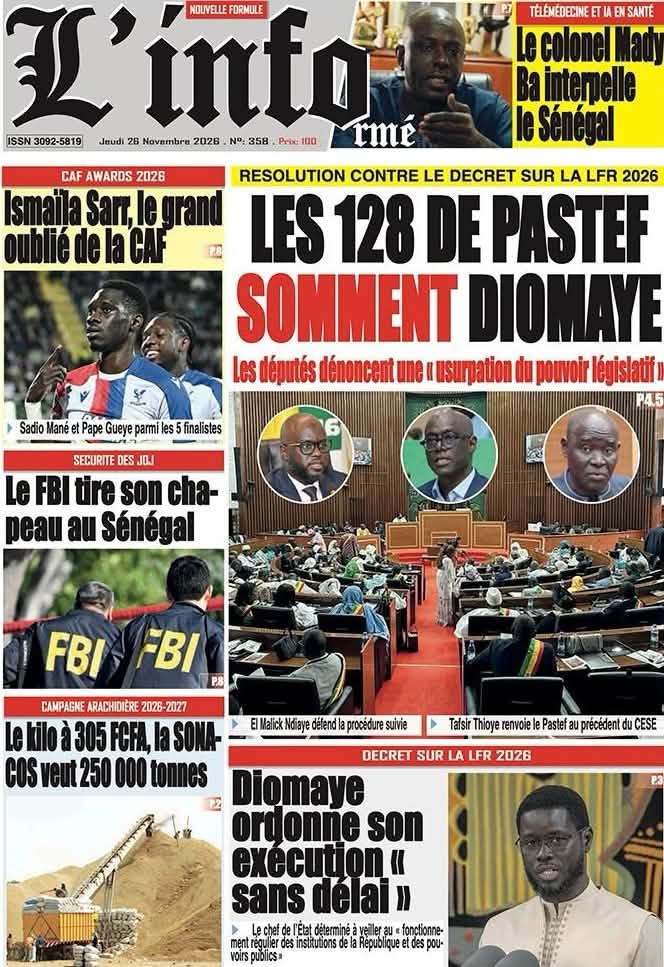 NOUVELLE FORMULE
L'info
rmé
ISSN 3092-5819
Jeudi 26 Novembre 2026 . N°: 358 . Prix: 100
P.7
TÉLÉMÉDECINE ET IA EN SANTÉ
Le colonel Mady
Ba interpelle
le Sénégal
CAF AWARDS 2026
Ismaïla Sarr, le grand
oublié de la CAF
P.8
Sadio Mané et Pape Gueye parmi les 5 finalistes
SECURITE DES JOJ
Le FBI tire son cha-
peau au Sénégal
FBI
FBI
P.8
CAMPAGNE ARACHIDIÈRE 2026-2027
Le kilo à 305 FCFA, la SONA-
COS veut 250 000 tonnes
P.2
RESOLUTION CONTRE LE DECRET SUR LA LFR 2026
LES 128 DE PASTEF
SOMMENT DIOMAYE
Les députés dénoncent une « usurpation du pouvoir législatif »
P4.5
El Malick Ndiaye défend la procédure suivie
Tafsir Thioye renvoie le Pastef au précédent du CESE
DECRET SUR LA LFR 2026
Diomaye
ordonne son
exécution «
sans délai »
P.3
Le chef de l'État déterminé à veiller au « fonctionne-
ment régulier des institutions de la République et des pou-
voirs publics »